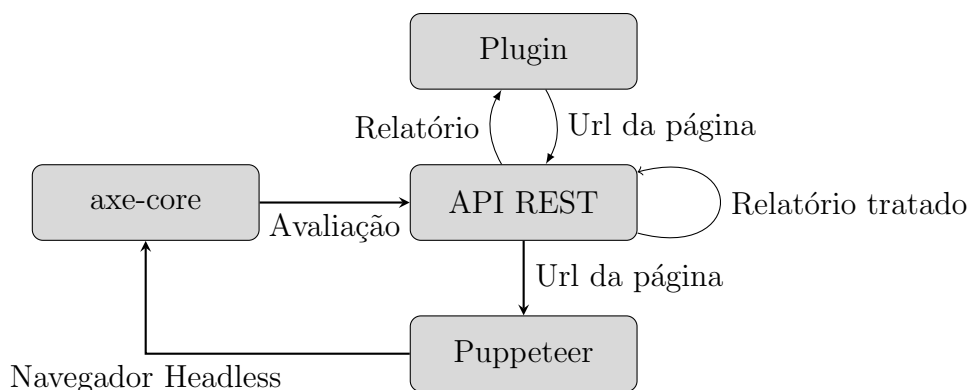 Plugin
Relatório
Url da página
axe-core
API REST
Relatório tratado
Avaliação
Url da página
Puppeteer
Navegador Headless